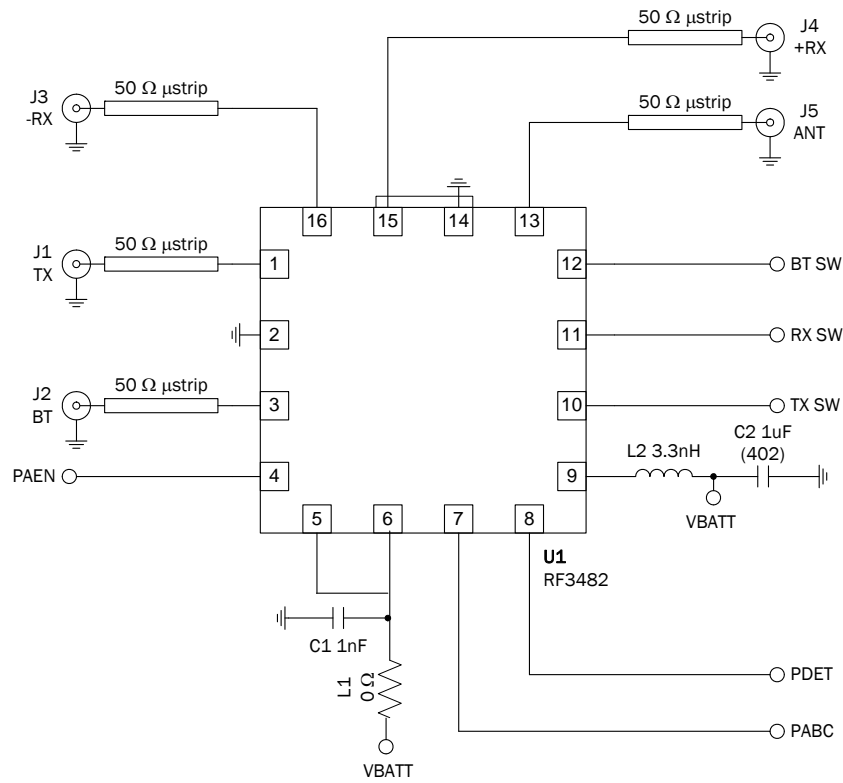 J4
+RX
50 Ω µstrip
J3
-RX
50 Ω µstrip
J5
ANT
50 Ω µstrip
16
15
14
13
J1
TX
50 Ω µstrip
1
12
BT SW
2
11
RX SW
J2
BT
50 Ω µstrip
3
10
TX SW
PAEN
4
9
L2 3.3nH
C2 1uF
(402)
VBATT
5
6
7
8
U1
RF3482
C1 1nF
L1
0 Ω
VBATT
PDET
PABC